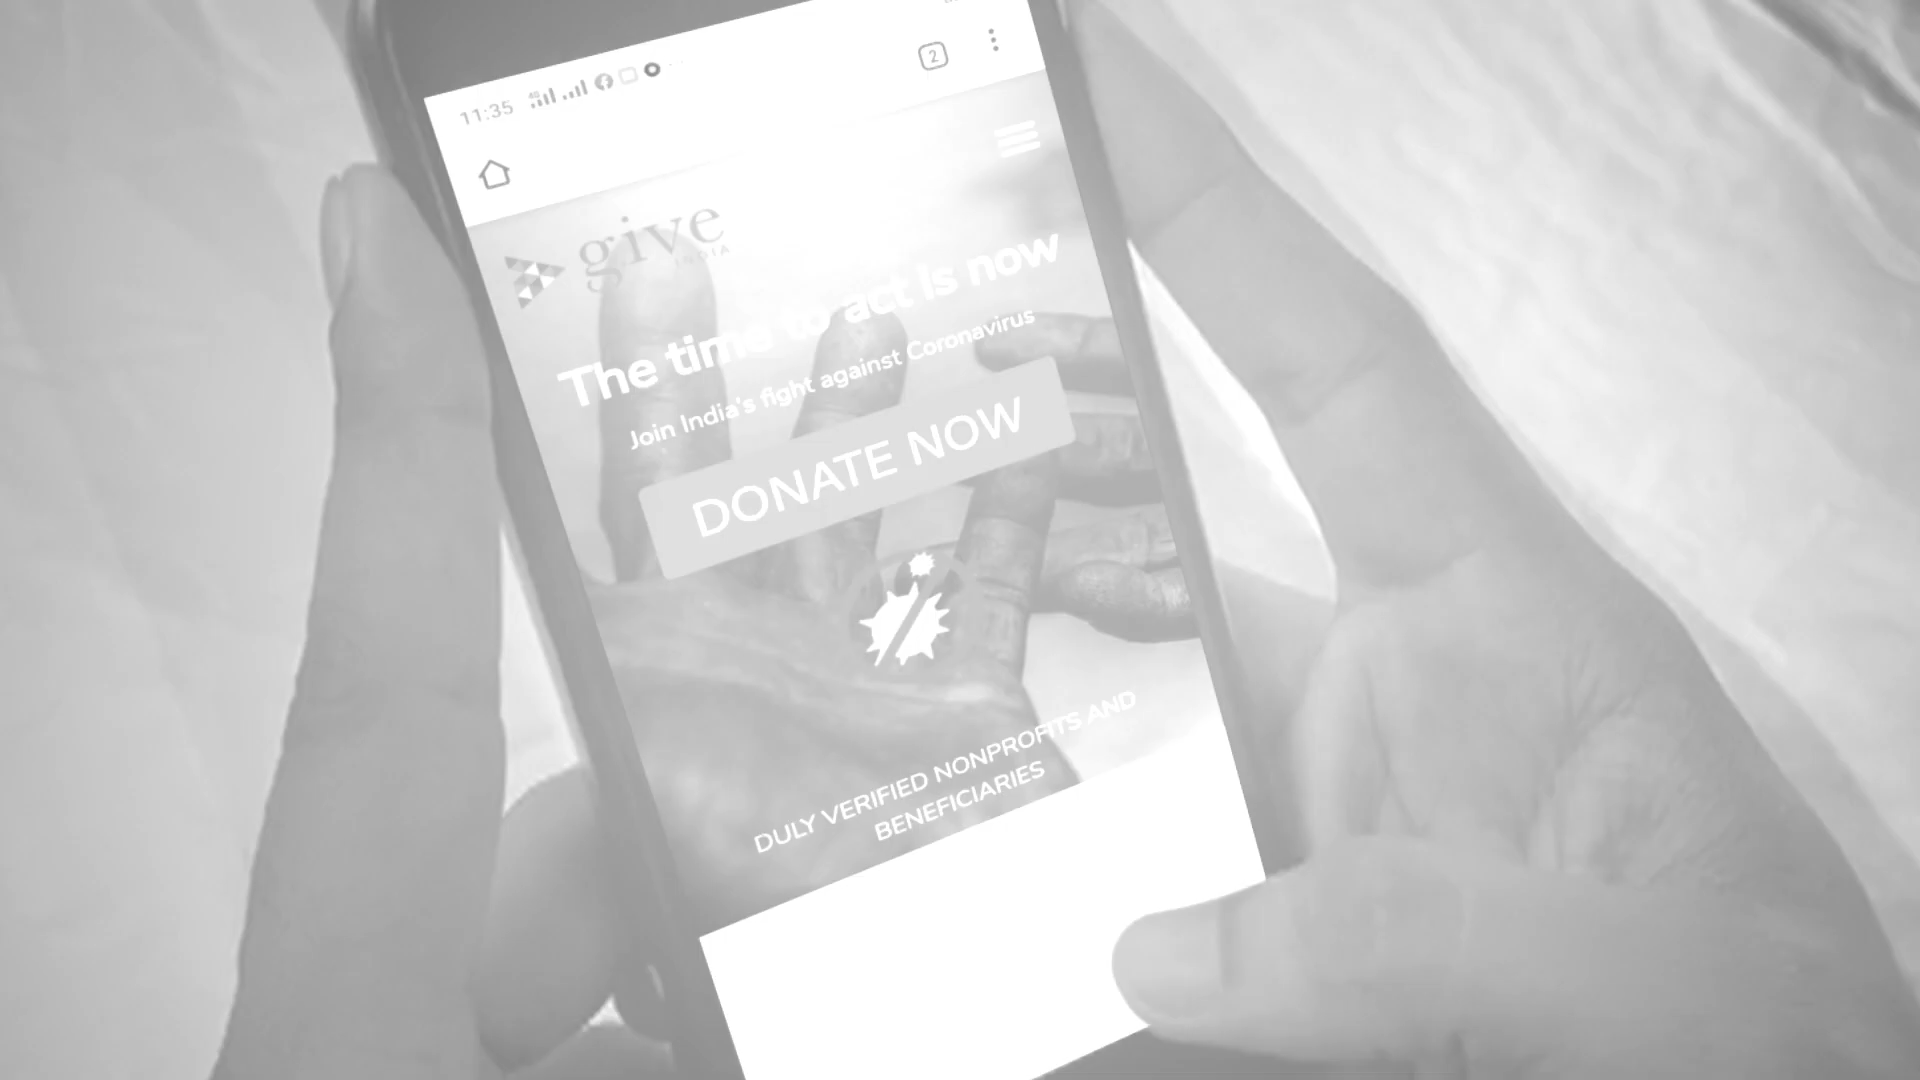 11:35
4G
2
give
INDIA
The time to act is now
Join India's fight against Coronavirus
DONATE NOW
DULY VERIFIED NONPROFITS AND
BENEFICIARIES